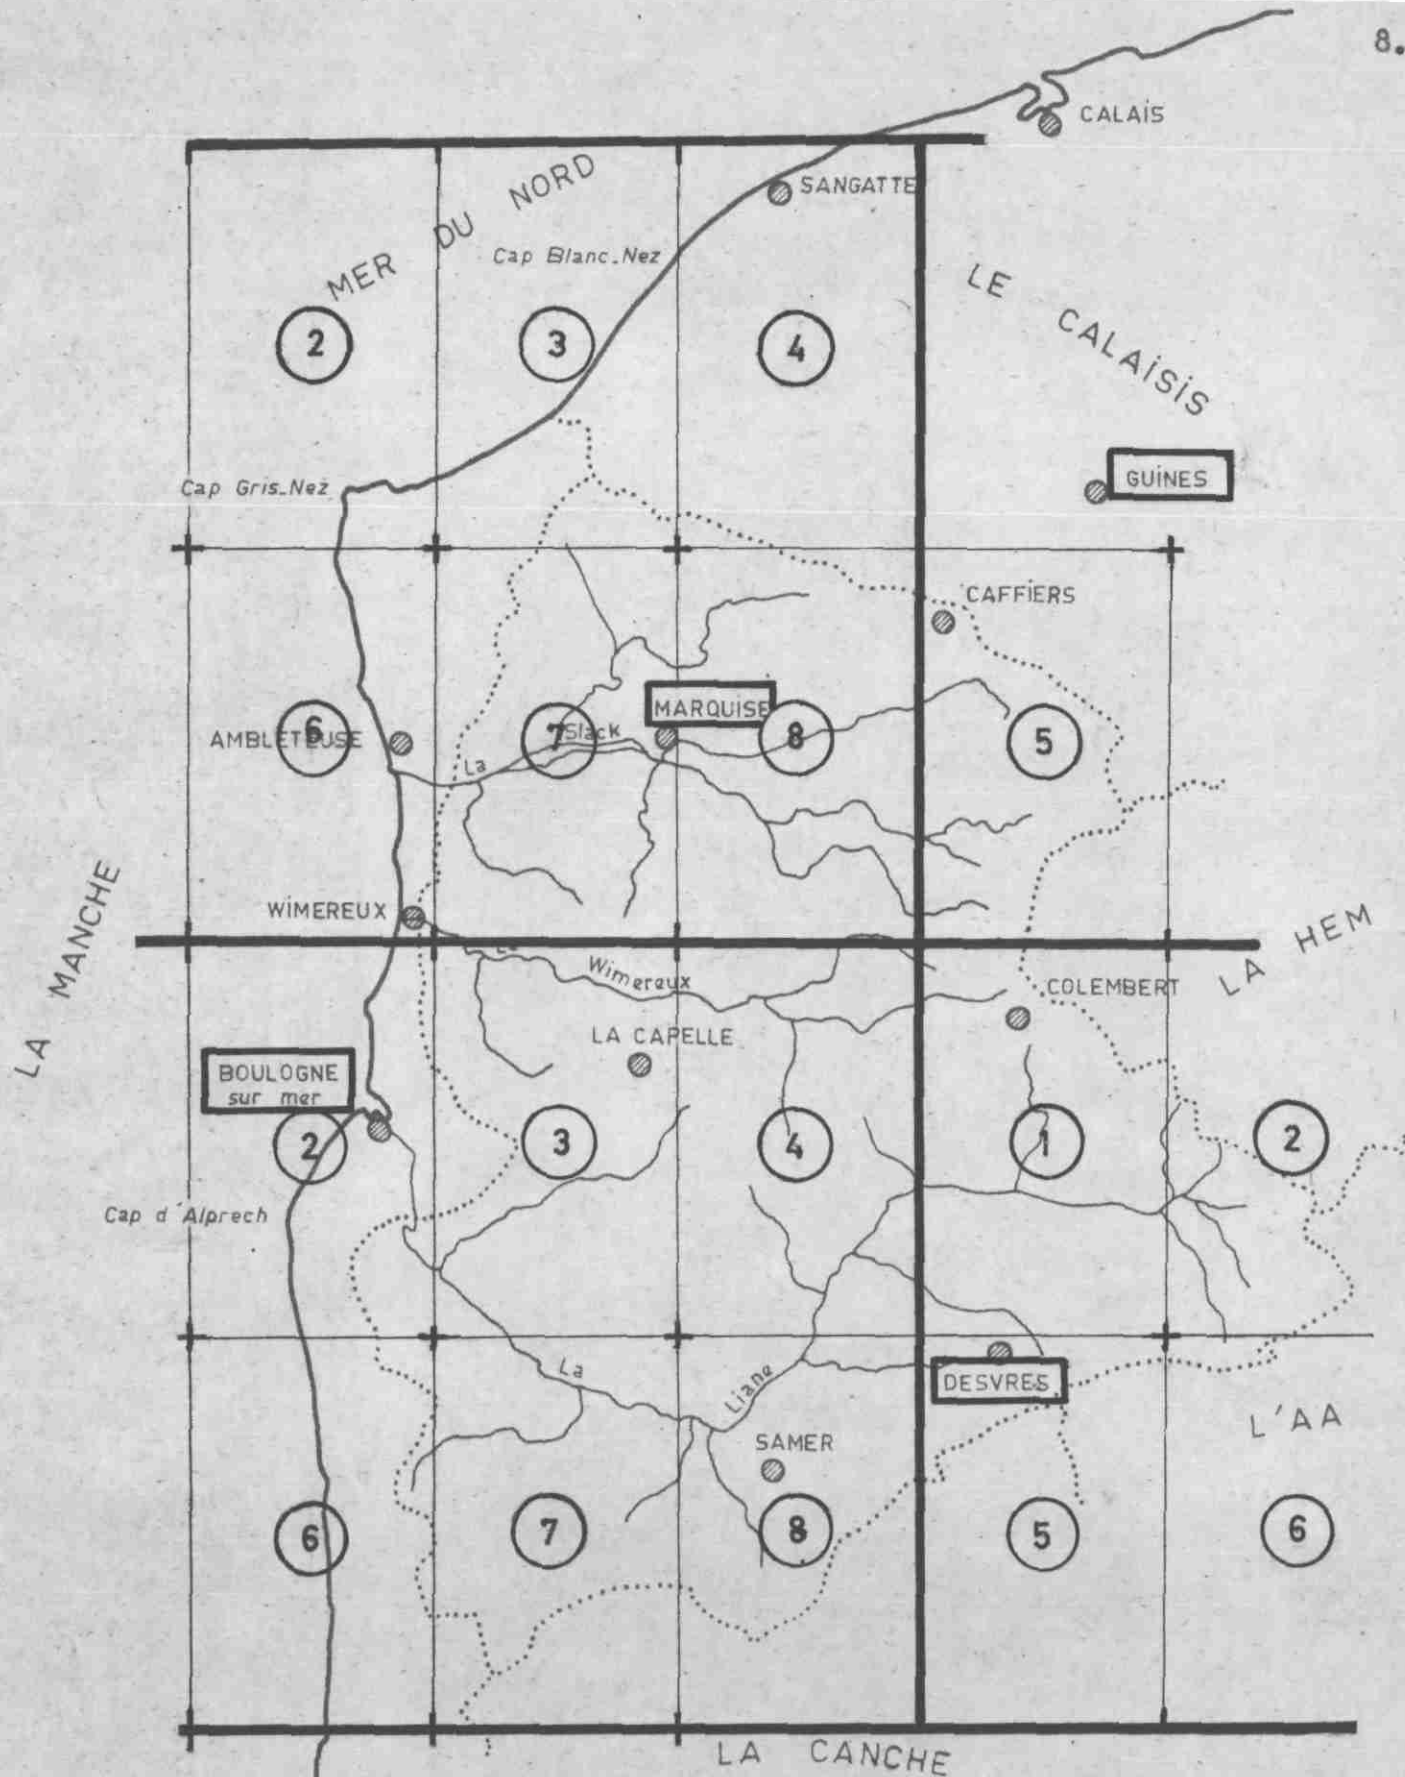 8.
CALAIS
SANGATTE
MER DU NORD
Cap Blanc.Nez
LE CALAISIS
2
3
4
GUINES
Cap Gris.Nez
CAFFIERS
MARQUISE
AMBLETEUSE
6
7
La Slack
8
5
WIMEREUX
LA MANCHE
LA HEM
Wimereux
COLEMBERT
LA CAPELLE
BOULOGNE
sur mer
2
3
4
1
2
Cap d'Alprech
DESVRES
La Liane
L'AA
SAMER
6
7
8
5
6
LA CANCHE